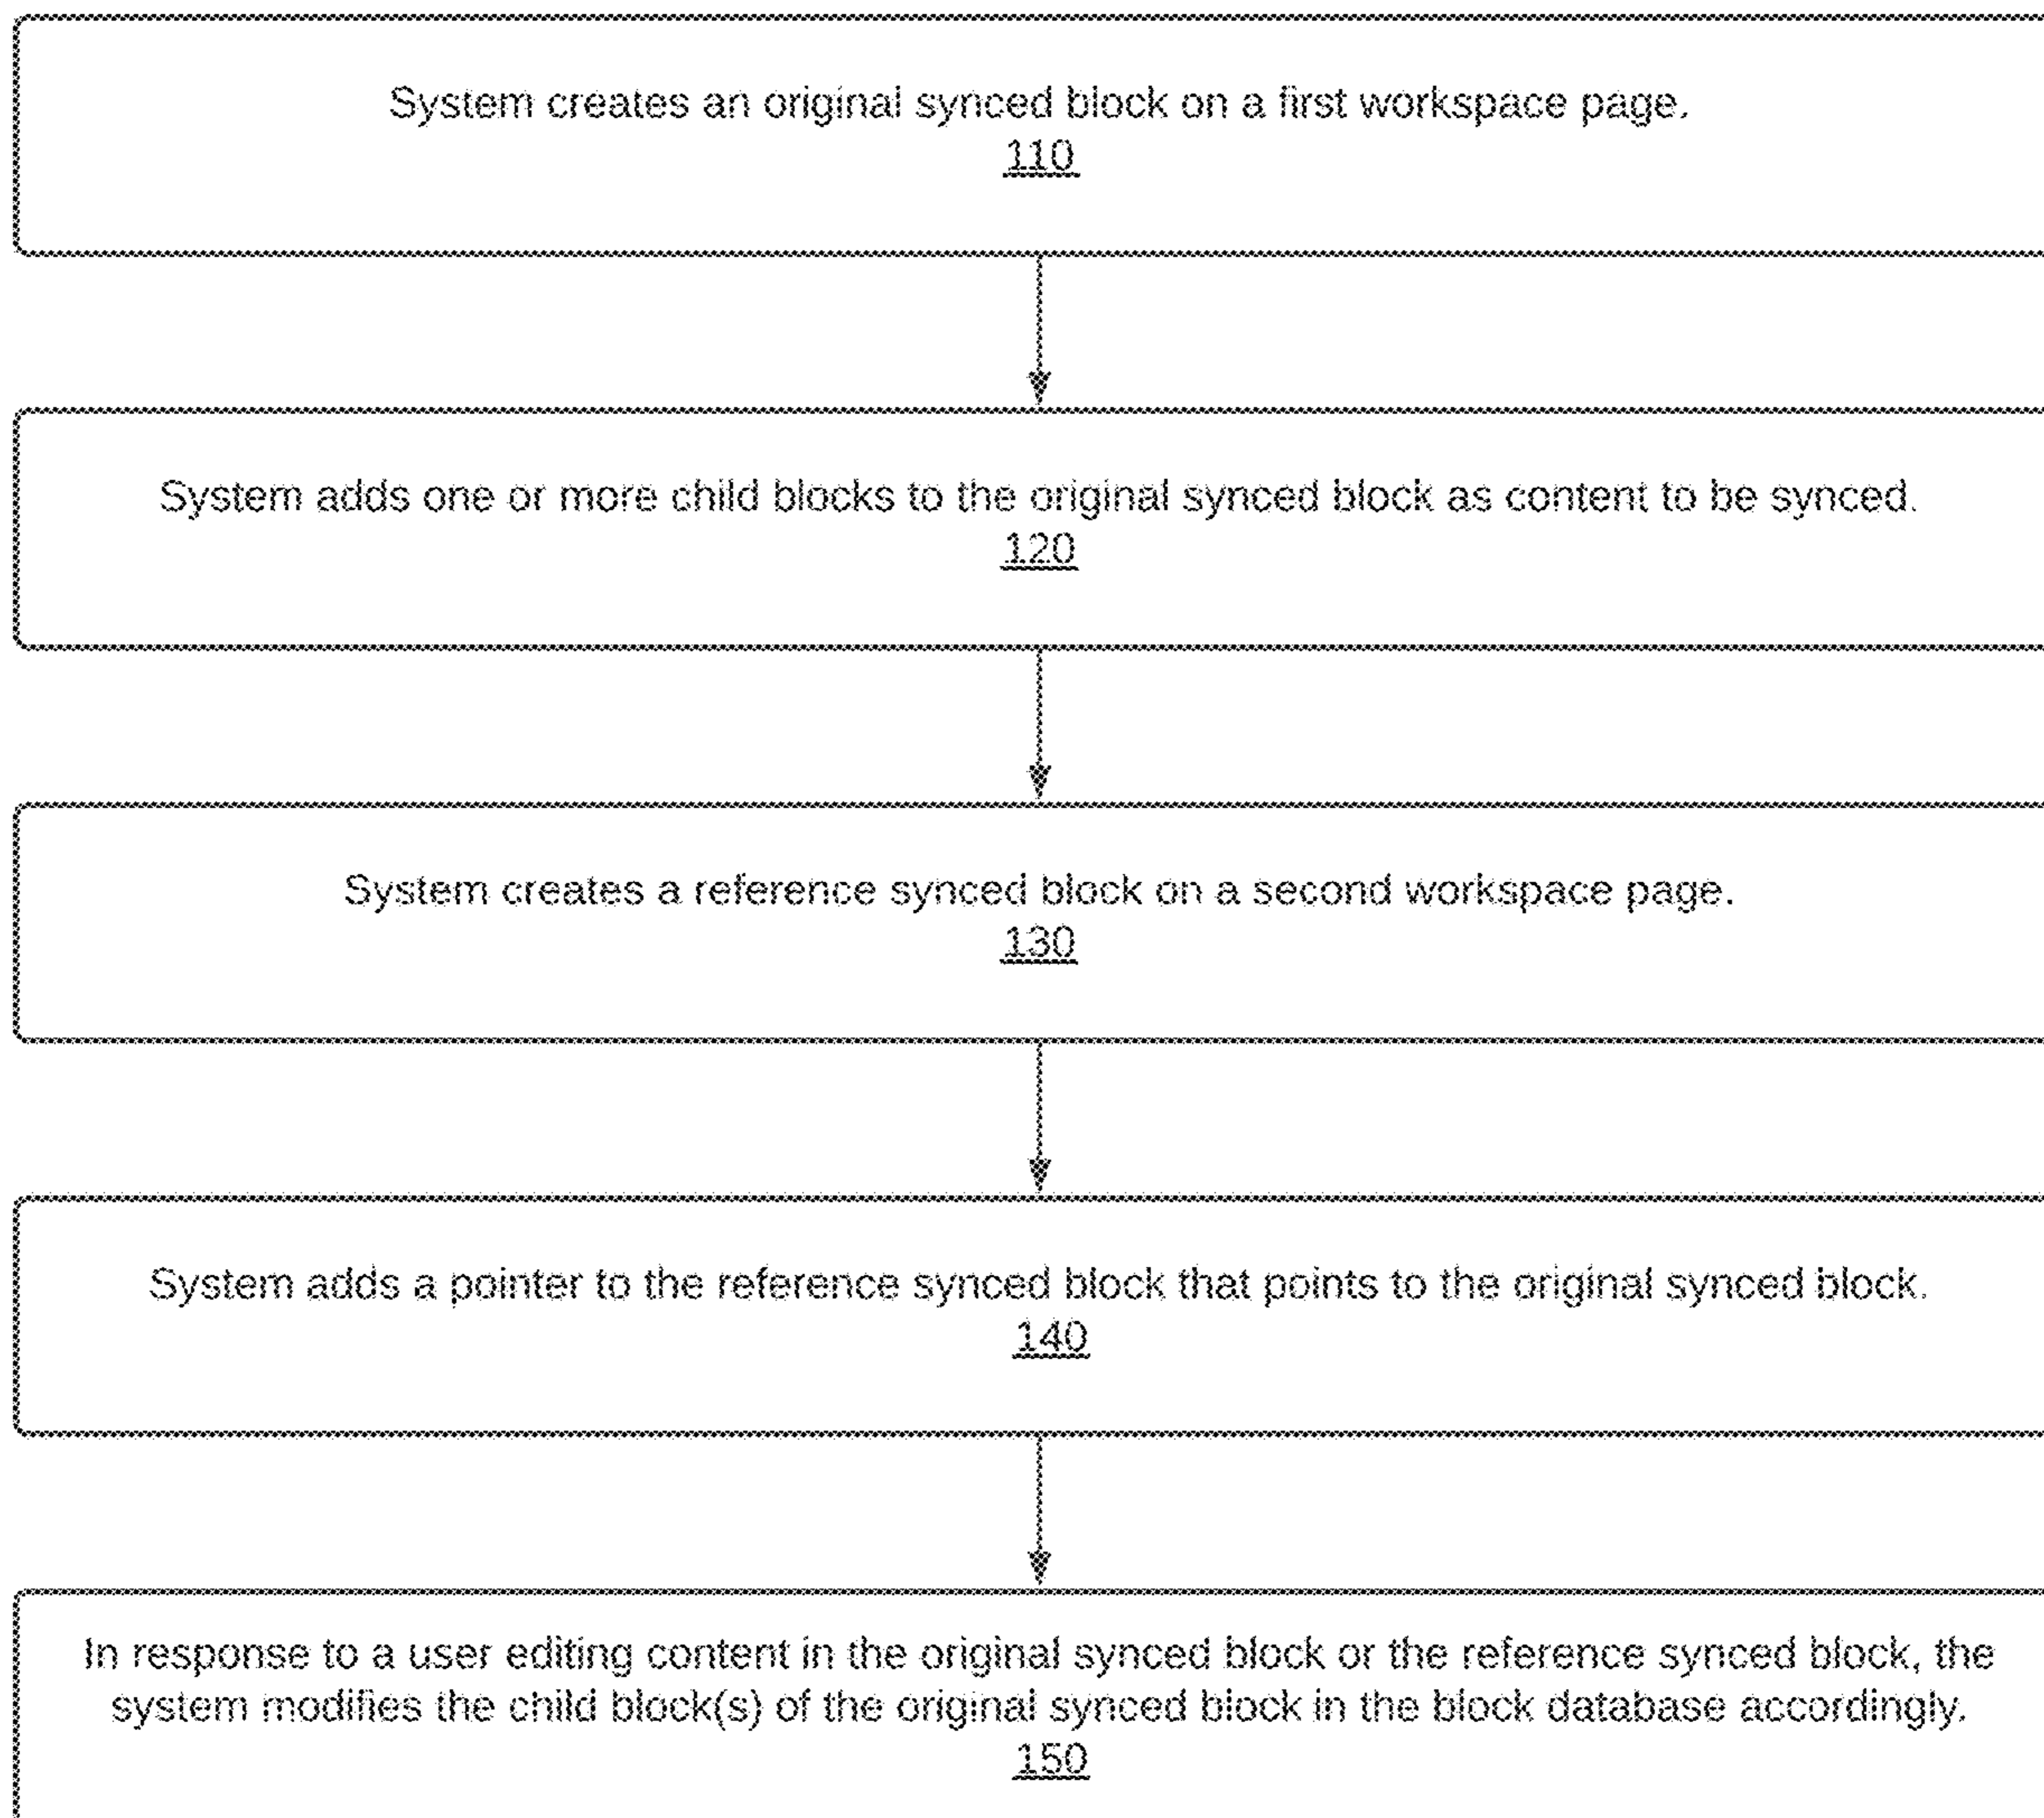 System creates an original synced block on a first workspace page.
110
System adds one or more child blocks to the original synced block as content to be synced.
120
System creates a reference synced block on a second workspace page.
130
System adds a pointer to the reference synced block that points to the original synced block.
140
In response to a user editing content in the original synced block or the reference synced block, the
system modifies the child block(s) of the original synced block in the block database accordingly.
150